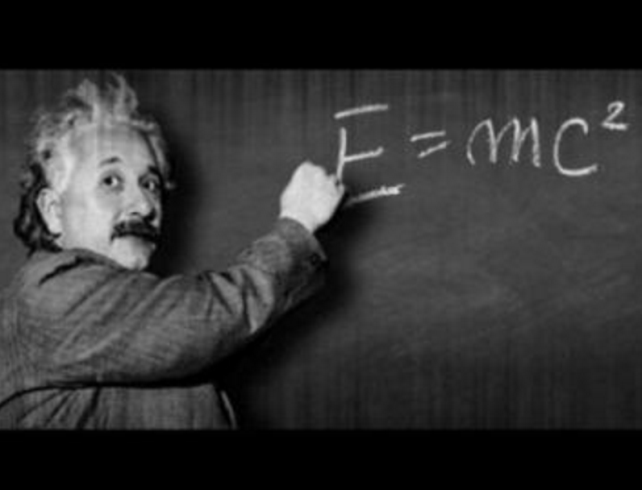 E = mc²